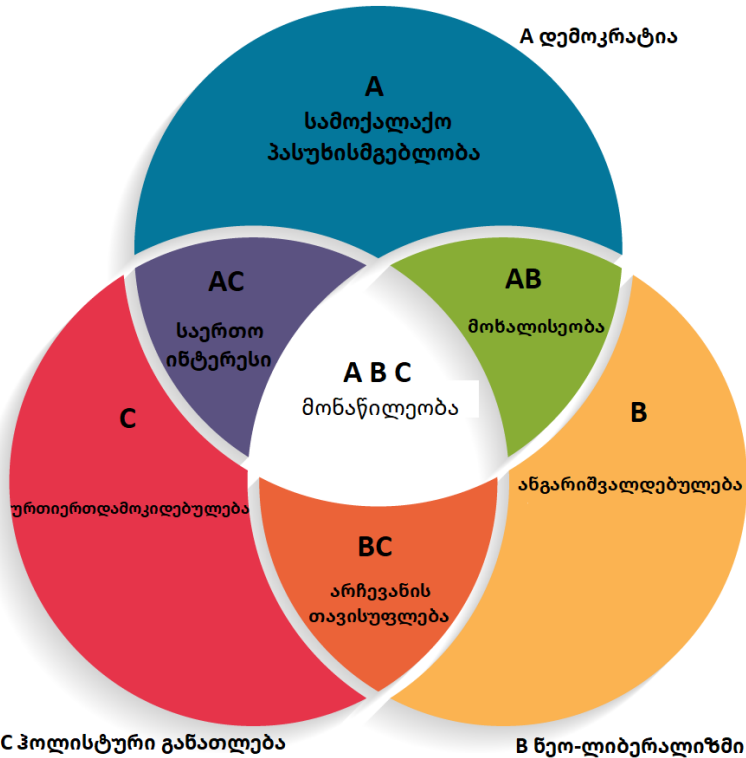 A დემოკრატია
A
სამოქალაქო
პასუხისმგებლობა
AC
საერთო
ინტერესი
AB
მოხალისეობა
A B C
მონაწილეობა
C
ურთიერთდამოკიდებულება
B
ანგარიშვალდებულება
BC
არჩევანის
თავისუფლება
C ჰოლისტური განათლება
B ნეო-ლიბერალიზმი